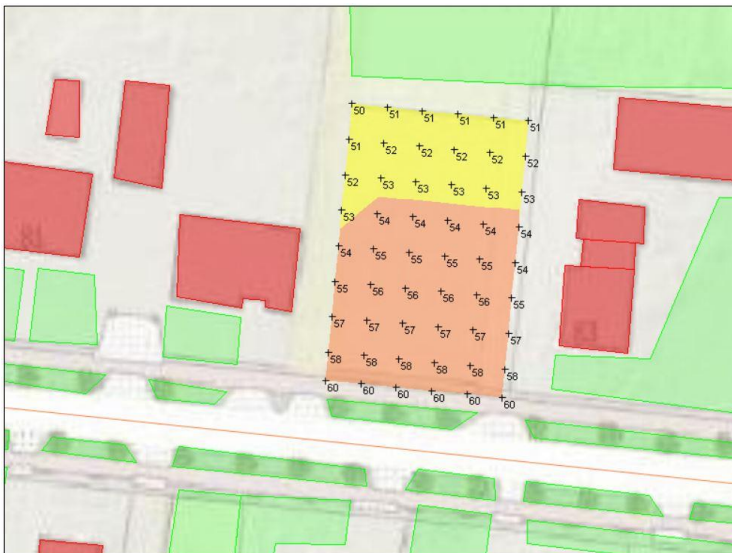 50 51 51 51 51 51
51 52 52 52 52 52
52 53 53 53 53 53
53 54 54 54 54 54
54 55 55 55 55 54
55 56 56 56 56 55
57 57 57 57 57 57
58 58 58 58 58 58
60 60 60 60 60 60